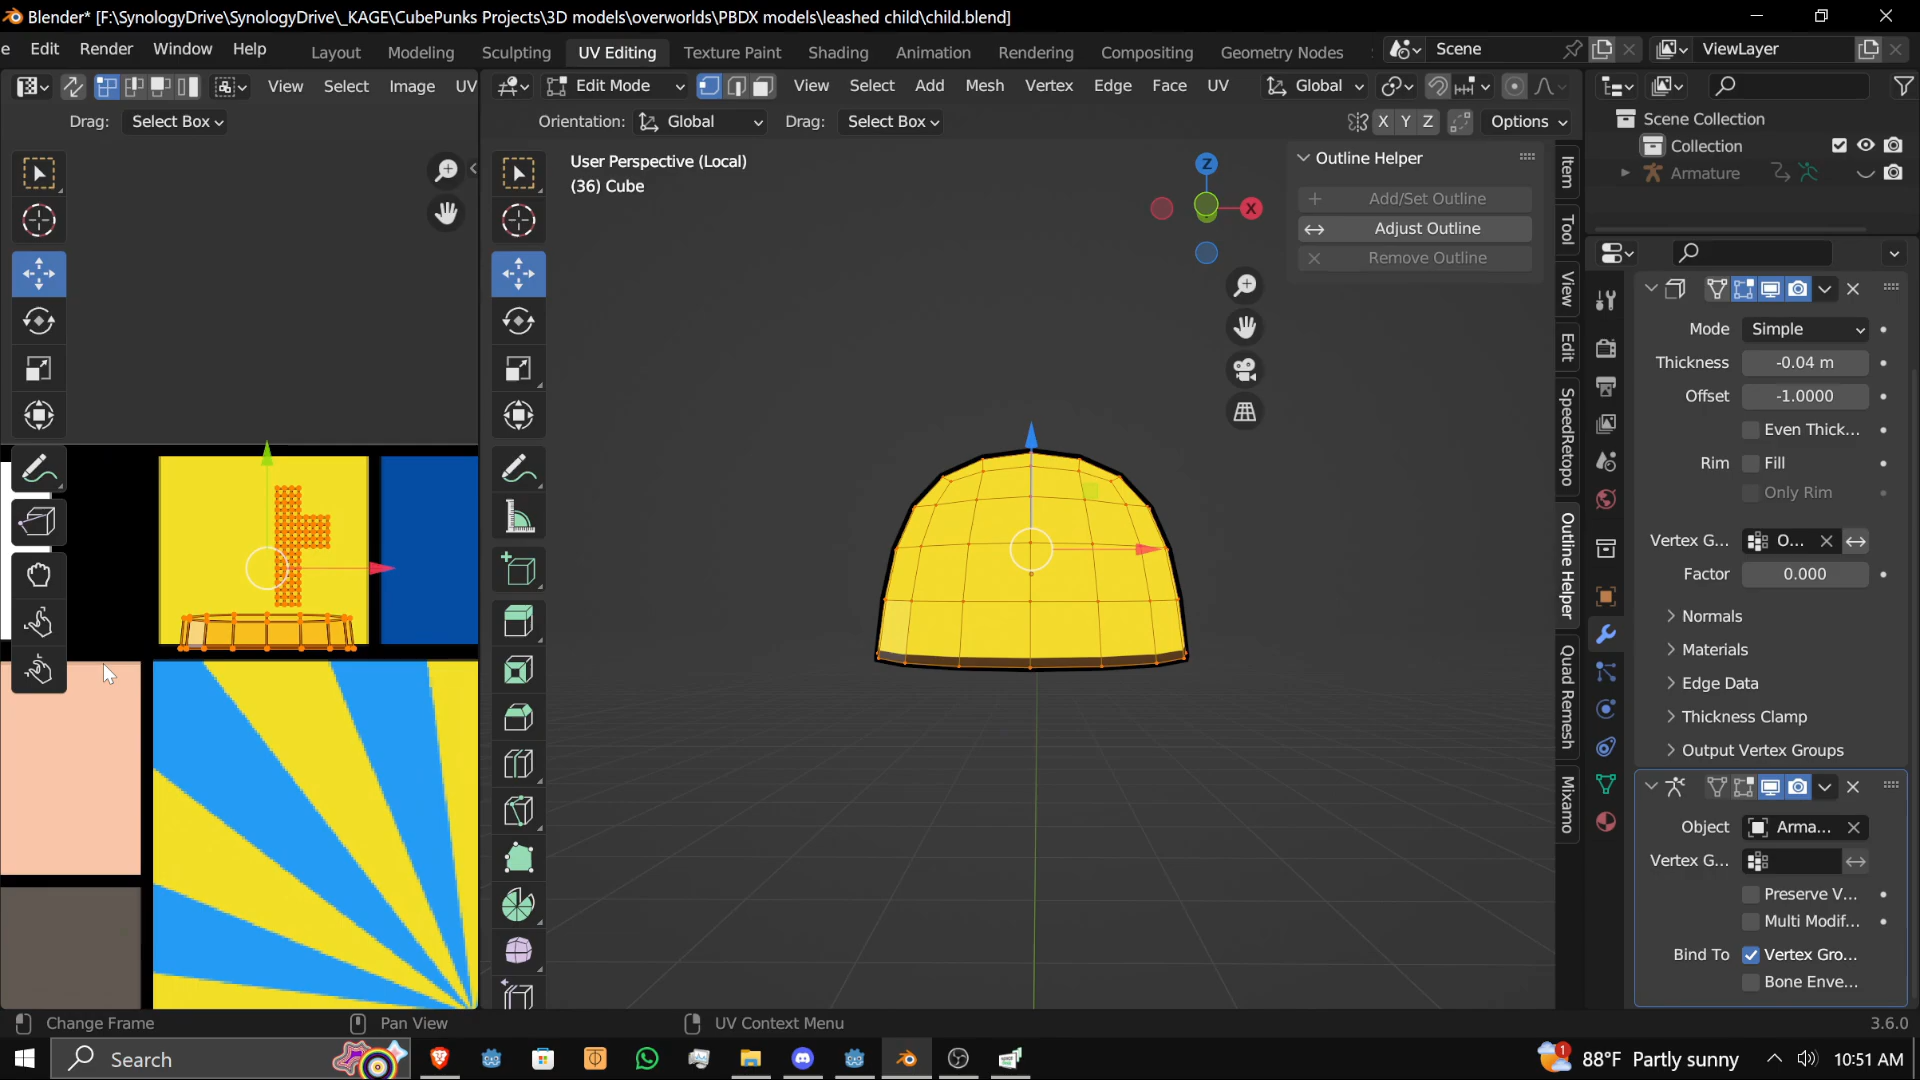 Blender* [F:\SynologyDrive\SynologyDrive\_KAGE\CubePunks Projects\3D models\overworlds\PBDX models\leashed child\child.blend]
e Edit Render Window Help Layout Modeling Sculpting UV Editing Texture Paint Shading Animation Rendering Compositing Geometry Nodes Scene ViewLayer
View Select Image UV Edit Mode View Select Add Mesh Vertex Edge Face UV Global
Drag: Select Box Orientation: Global Drag: Select Box X Y Z Options
Scene Collection
Collection
Armature
User Perspective (Local)
(36) Cube
Z
X
Outline Helper
Add/Set Outline
Adjust Outline
Remove Outline
Item
Tool
View
Edit
SpeedRetopo
Outline Helper
Quad Remesh
Mixamo
Mode Simple
Thickness -0.04 m
Offset -1.0000
Even Thick...
Rim Fill
Only Rim
Vertex G... O...
Factor 0.000
Normals
Materials
Edge Data
Thickness Clamp
Output Vertex Groups
Object Arma...
Vertex G...
Preserve V...
Multi Modif...
Bind To Vertex Gro...
Bone Enve...
Change Frame Pan View UV Context Menu 3.6.0
Search 1 88°F Partly sunny 10:51 AM